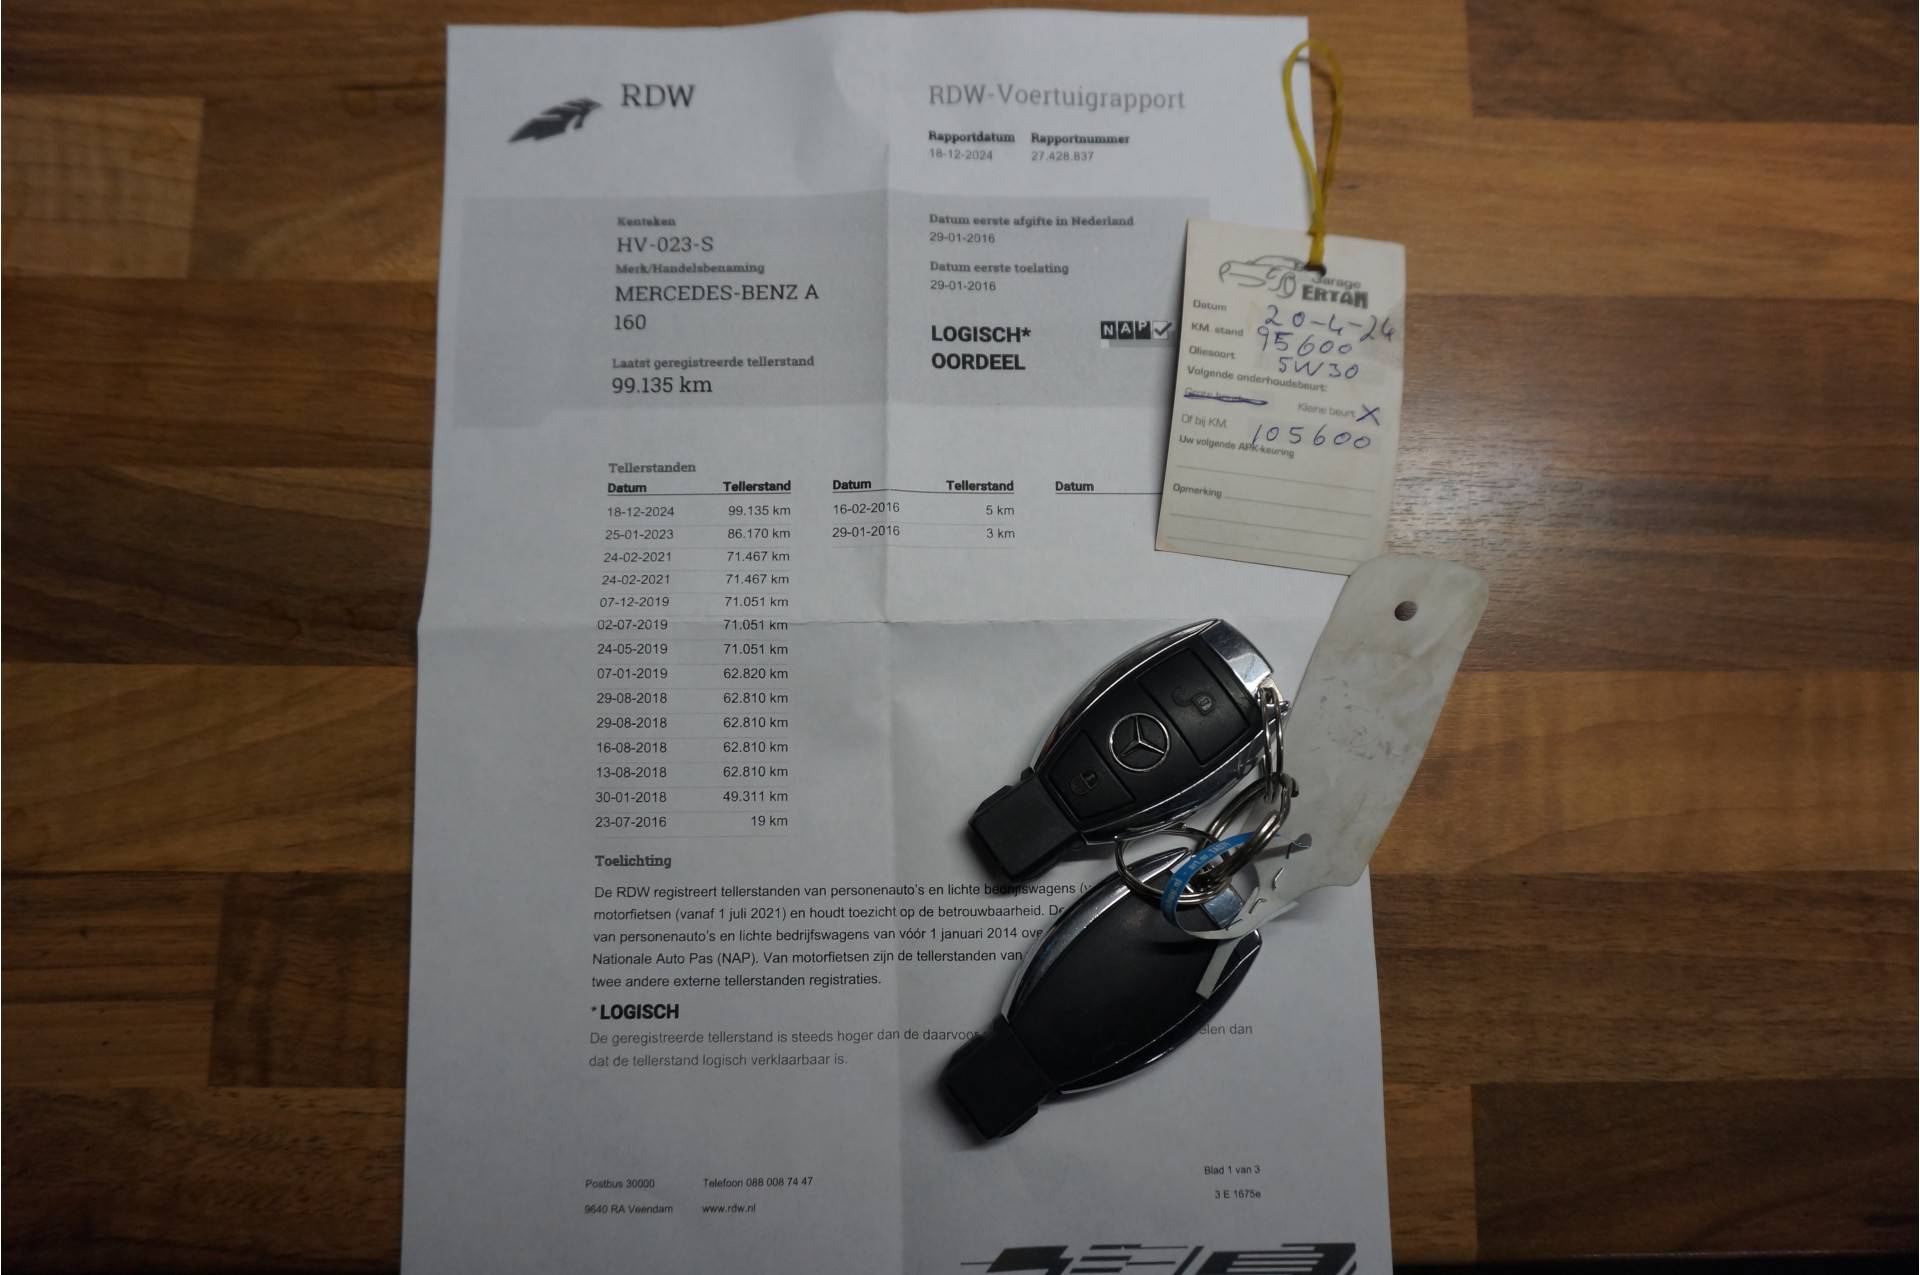 RDW
RDW-Voertuigrapport
Rapportdatum Rapportnummer
18-12-2024 27.428.837
Kenteken
HV-023-S
Merk/Handelsbenaming
MERCEDES-BENZ A
160
Laatst geregistreerde tellerstand
99.135 km
Datum eerste afgifte in Nederland
29-01-2016
Datum eerste toelating
29-01-2016
LOGISCH*
OORDEEL
NAP
Tellerstanden
Datum Tellerstand Datum Tellerstand Datum
18-12-2024 99.135 km 16-02-2016 5 km
25-01-2023 86.170 km 29-01-2016 3 km
24-02-2021 71.467 km
24-02-2021 71.467 km
07-12-2019 71.051 km
02-07-2019 71.051 km
24-05-2019 71.051 km
07-01-2019 62.820 km
29-08-2018 62.810 km
29-08-2018 62.810 km
16-08-2018 62.810 km
13-08-2018 62.810 km
30-01-2018 49.311 km
23-07-2016 19 km
Toelichting
De RDW registreert tellerstanden van personenauto's en lichte bedrijfswagens (v
motorfietsen (vanaf 1 juli 2021) en houdt toezicht op de betrouwbaarheid. De
van personenauto's en lichte bedrijfswagens van vóór 1 januari 2014 ove
Nationale Auto Pas (NAP). Van motorfietsen zijn de tellerstanden van
twee andere externe tellerstanden registraties.
*LOGISCH
De geregistreerde tellerstand is steeds hoger dan de daarvoor elen dan
dat de tellerstand logisch verklaarbaar is.
Postbus 30000 Telefoon 088 008 74 47
9640 RA Veendam www.rdw.nl
Blad 1 van 3
3 E 1675e
Garage
ERTAN
Datum 20-4-24
KM. stand 95600
Oliesoort 5W30
Volgende onderhoudsbeurt:
Kleine beurt X
Of bij KM. 105600
Uw volgende APK-keuring
Opmerking